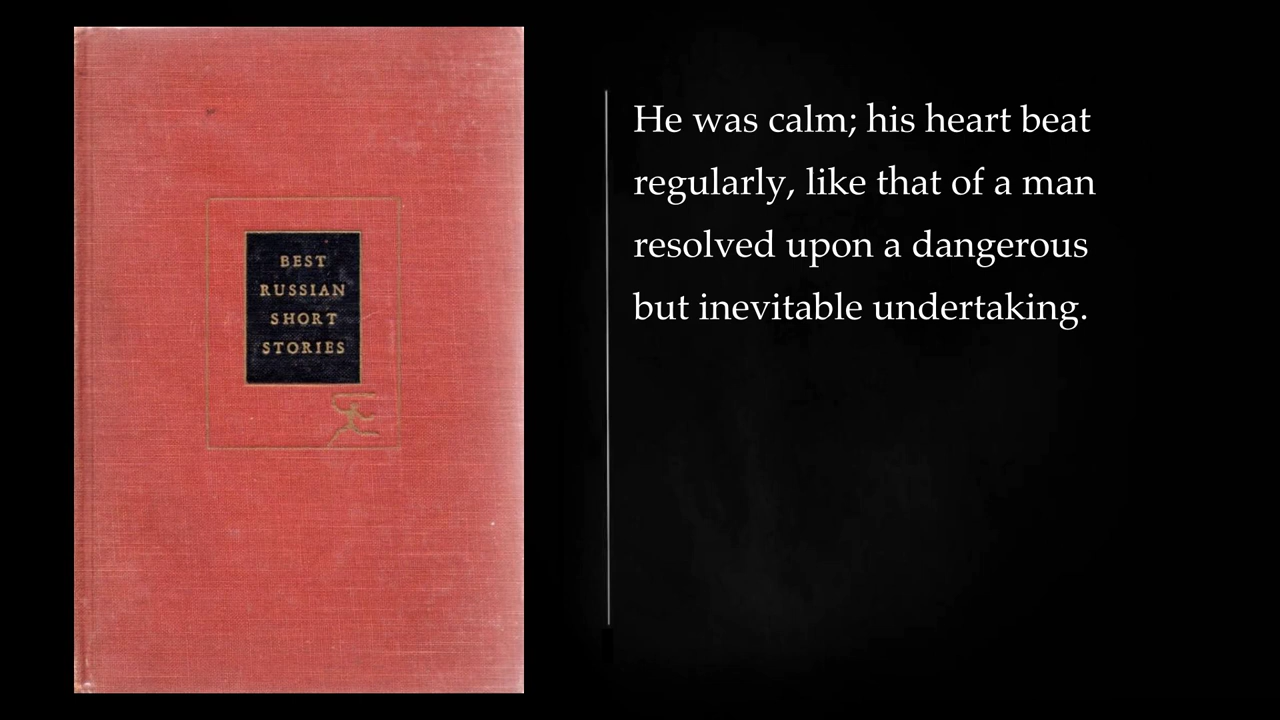 BEST
RUSSIAN
SHORT
STORIES
He was calm; his heart beat
regularly, like that of a man
resolved upon a dangerous
but inevitable undertaking.